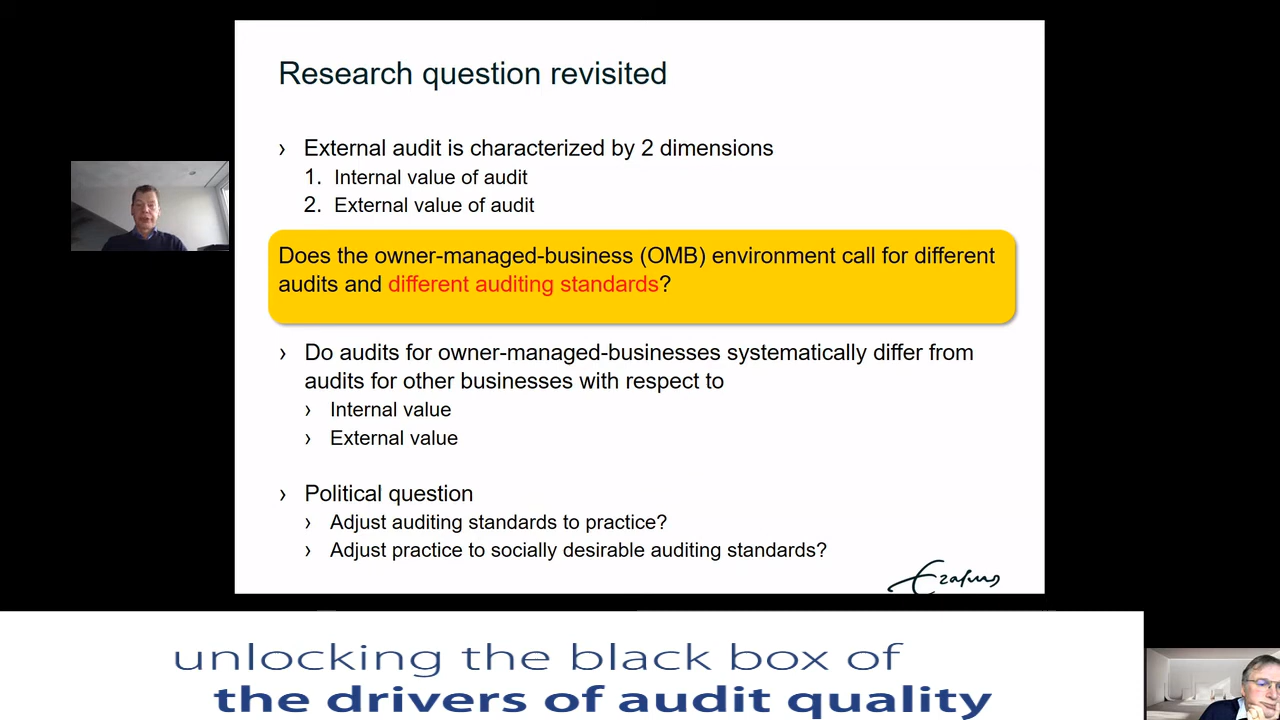 Research question revisited
› External audit is characterized by 2 dimensions
1. Internal value of audit
2. External value of audit
Does the owner-managed-business (OMB) environment call for different
audits and different auditing standards?
› Do audits for owner-managed-businesses systematically differ from
audits for other businesses with respect to
› Internal value
› External value
› Political question
› Adjust auditing standards to practice?
› Adjust practice to socially desirable auditing standards?
Erasmus
unlocking the black box of
the drivers of audit quality